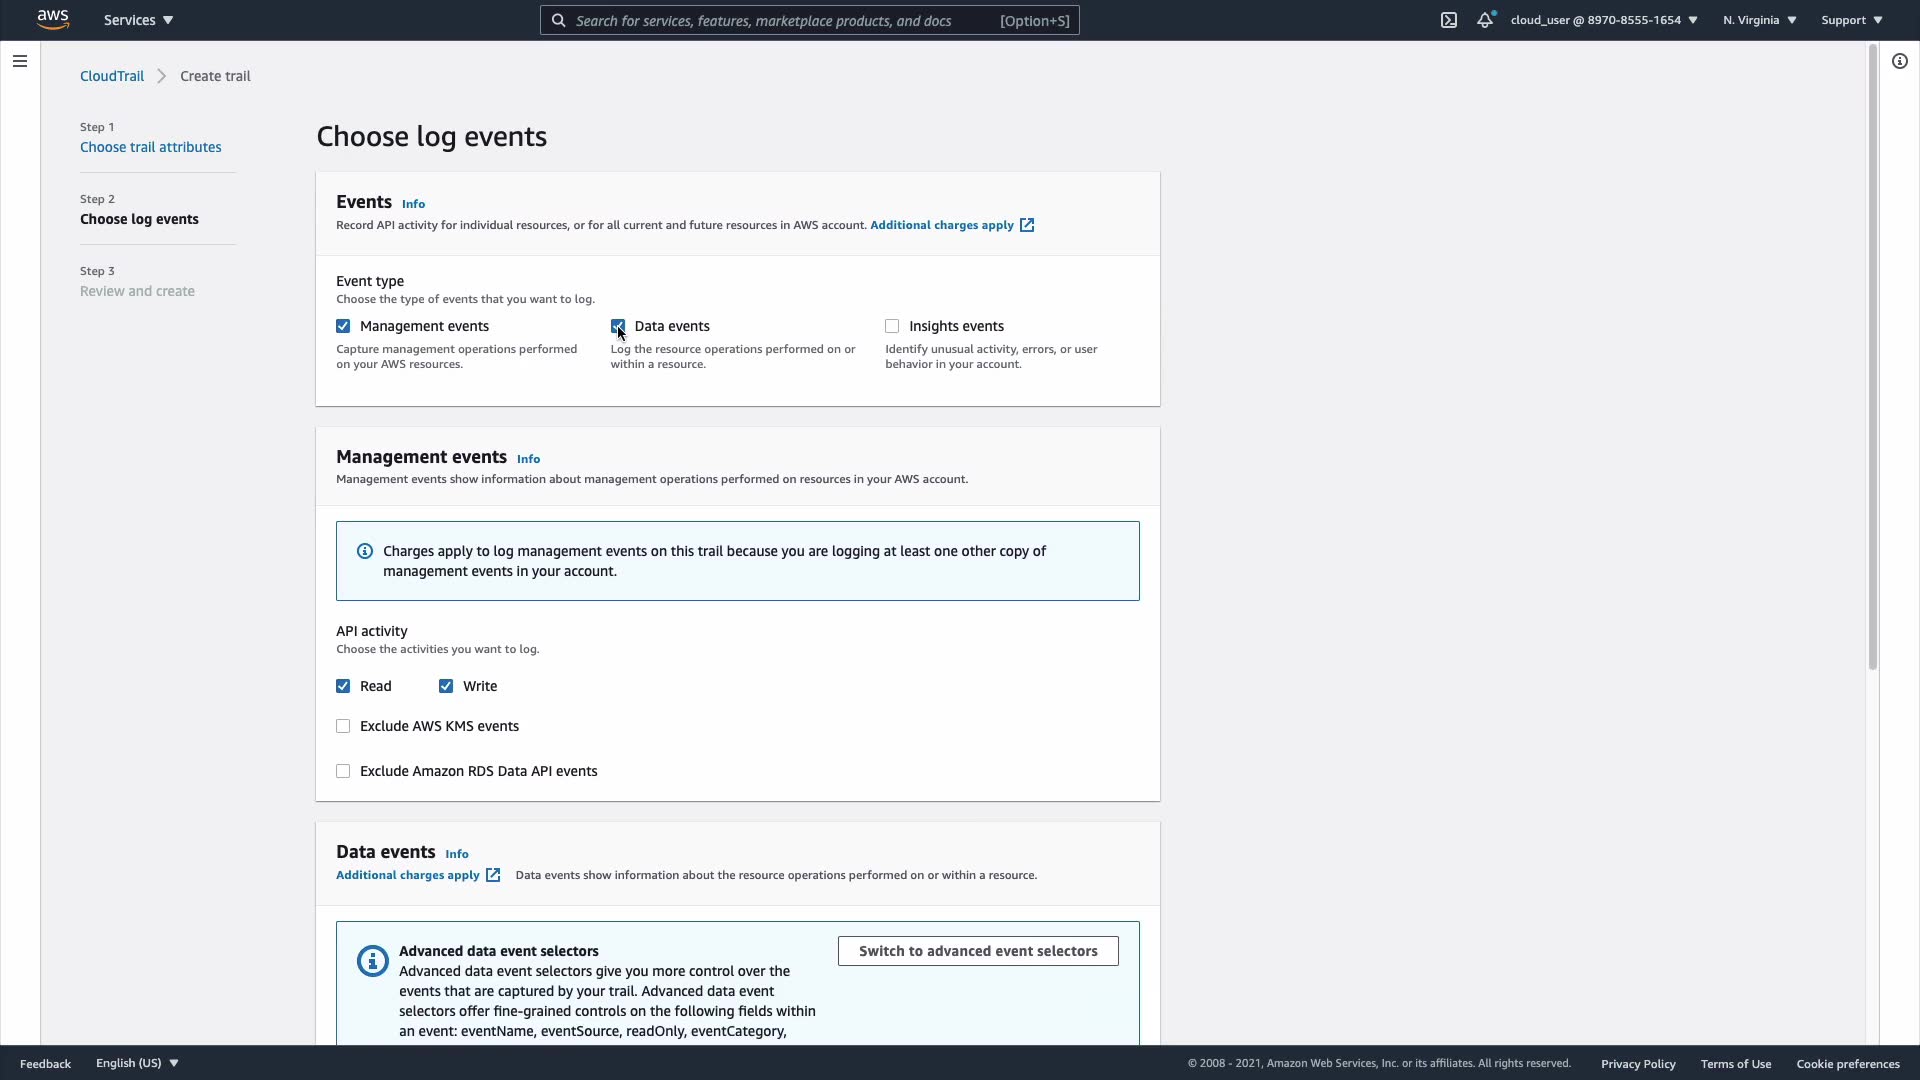 aws
Services
Search for services, features, marketplace products, and docs
[Option+S]
cloud_user @ 8970-8555-1654
N. Virginia
Support
CloudTrail
Create trail
Step 1
Choose trail attributes
Step 2
Choose log events
Step 3
Review and create
Choose log events
Events Info
Record API activity for individual resources, or for all current and future resources in AWS account. Additional charges apply
Event type
Choose the type of events that you want to log.
Management events
Capture management operations performed
on your AWS resources.
Data events
Log the resource operations performed on or
within a resource.
Insights events
Identify unusual activity, errors, or user
behavior in your account.
Management events Info
Management events show information about management operations performed on resources in your AWS account.
Charges apply to log management events on this trail because you are logging at least one other copy of
management events in your account.
API activity
Choose the activities you want to log.
Read
Write
Exclude AWS KMS events
Exclude Amazon RDS Data API events
Data events Info
Additional charges apply Data events show information about the resource operations performed on or within a resource.
Advanced data event selectors
Advanced data event selectors give you more control over the
events that are captured by your trail. Advanced data event
selectors offer fine-grained controls on the following fields within
an event: eventName, eventSource, readOnly, eventCategory,
Switch to advanced event selectors
Feedback
English (US)
© 2008 - 2021, Amazon Web Services, Inc. or its affiliates. All rights reserved.
Privacy Policy
Terms of Use
Cookie preferences